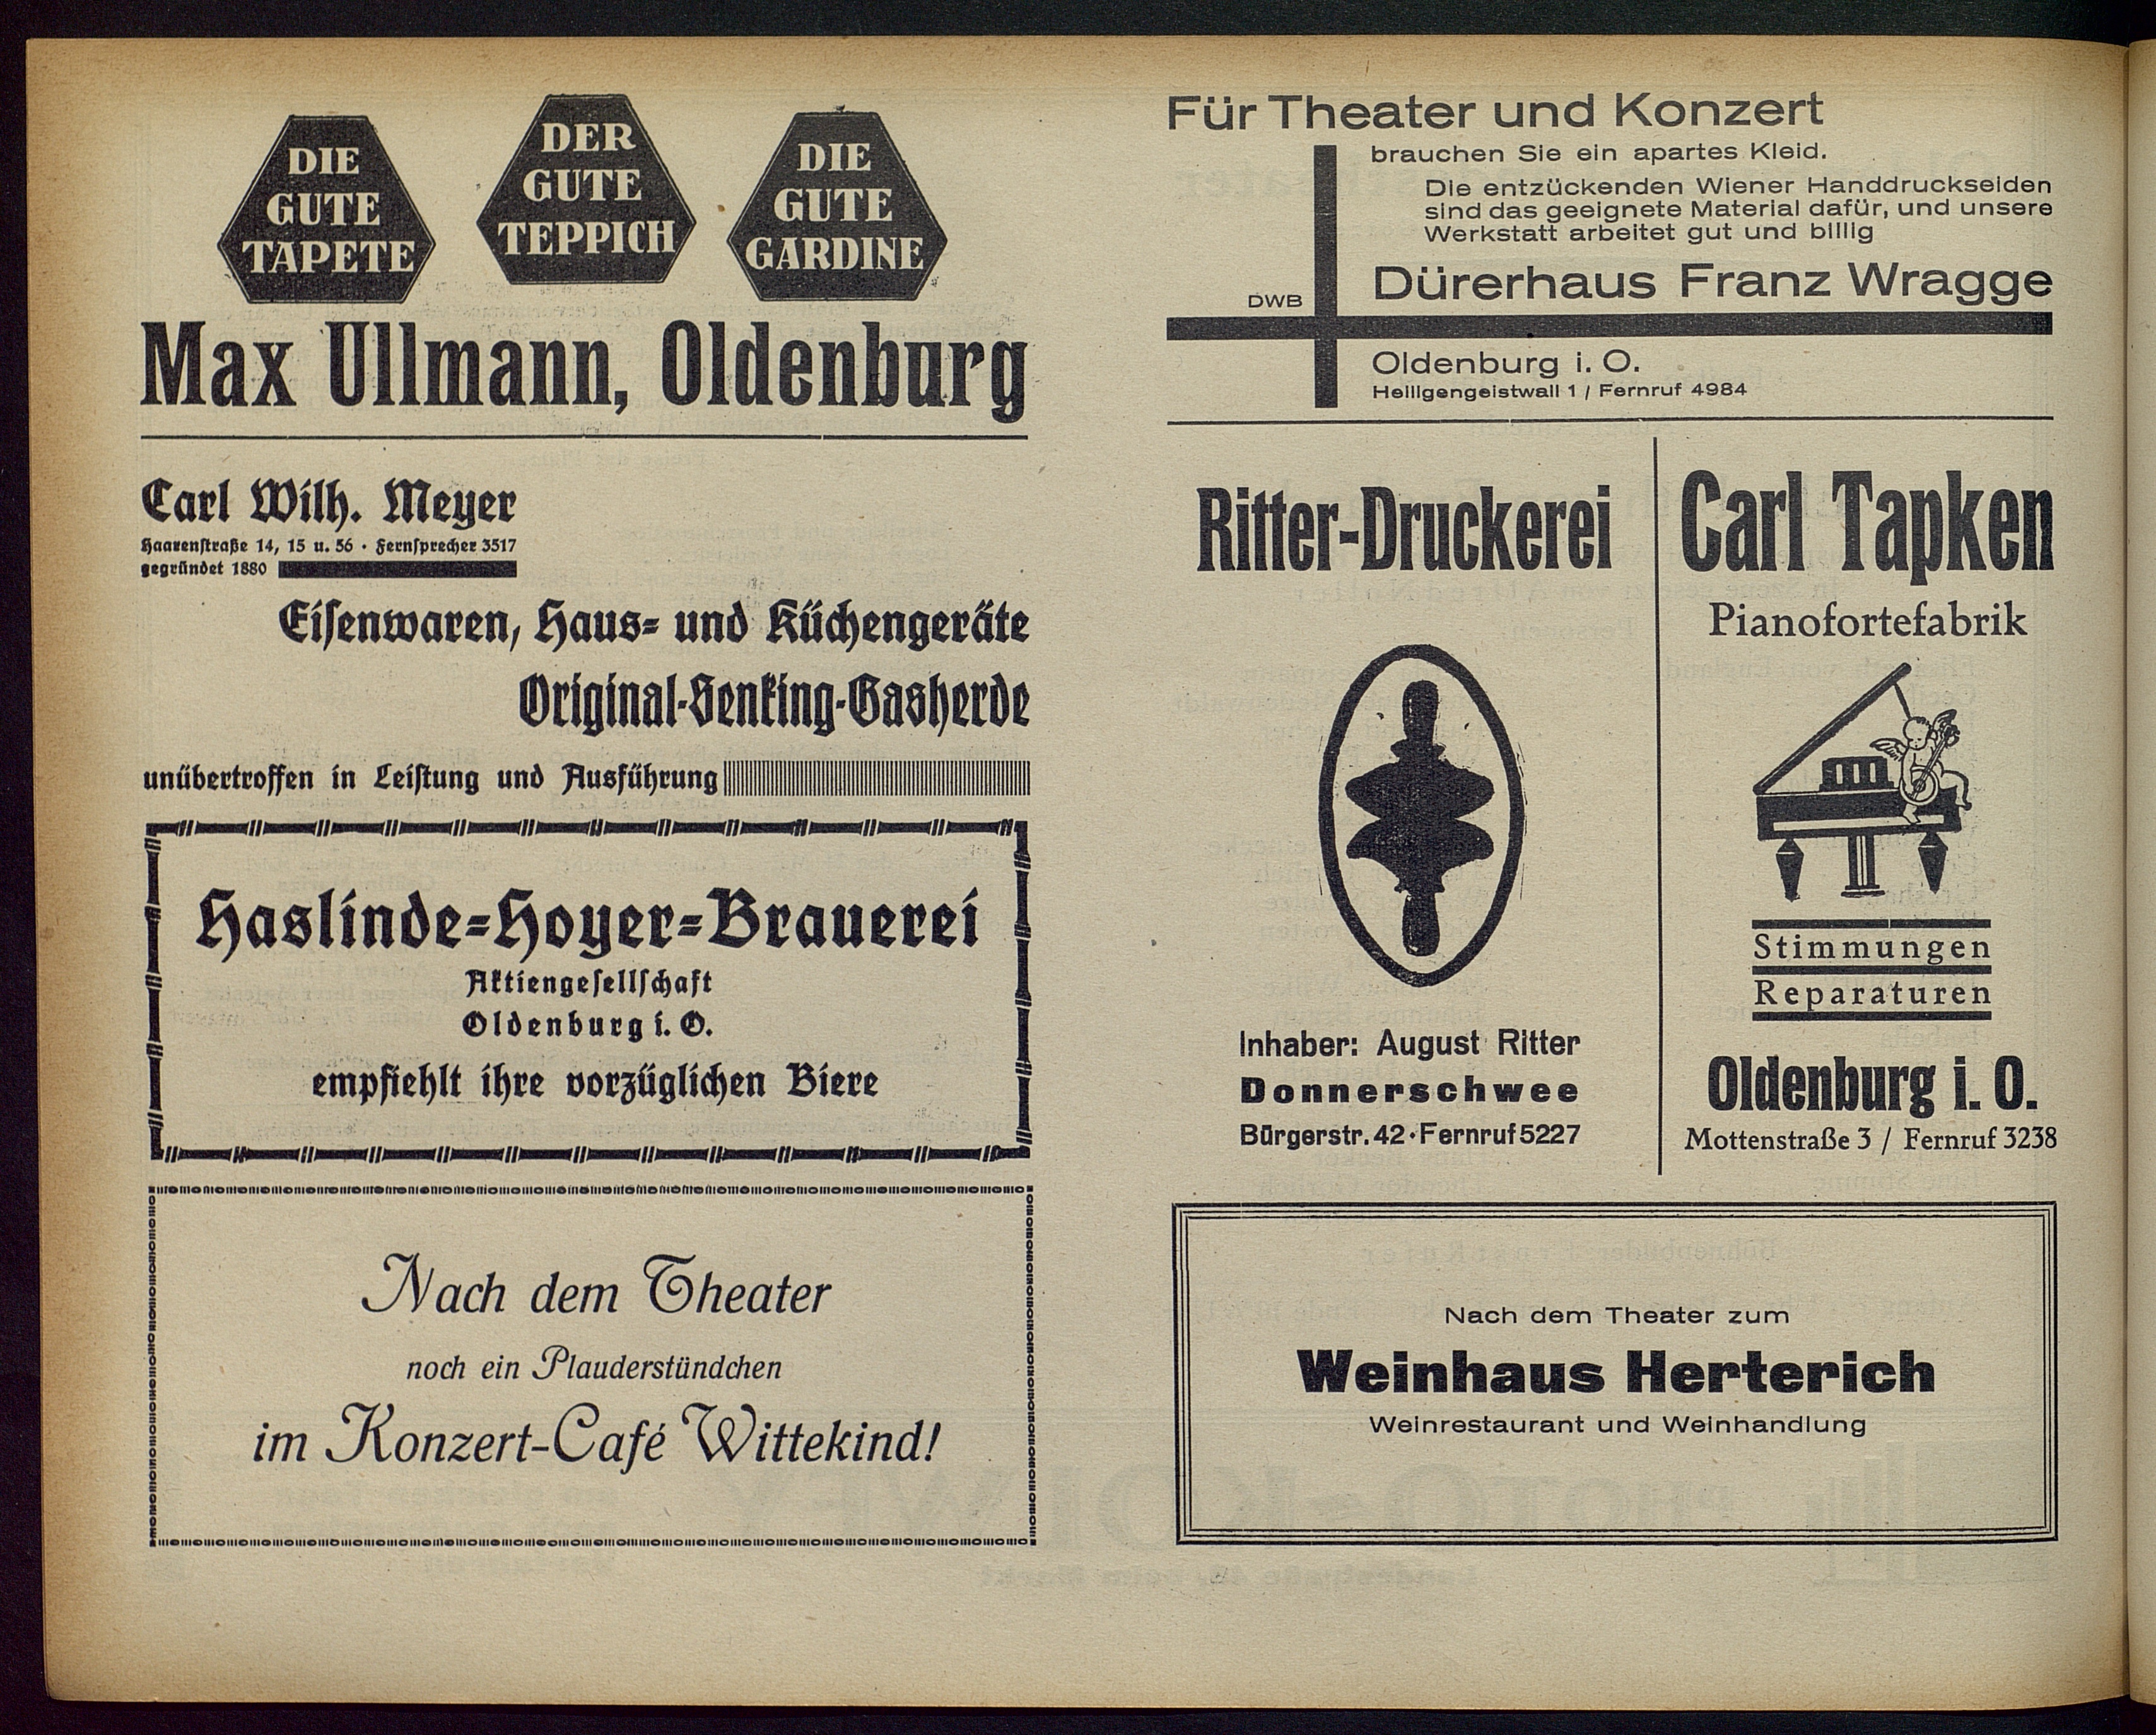 DIE
GUTE
TAPETE
DER
GUTE
TEPPICH
DIE
GUTE
GARDINE
Max Ullmann, Oldenburg
Carl Wilh. Meyer
Haarenſtraße 14, 15 u. 56 · Fernſprecher 3517
gegründet 1880
Eiſenwaren, Haus- und Küchengeräte
Original-Senking-Gasherde
unübertroffen in Leiſtung und Ausführung
Haslinde-Hoyer-Brauerei
Aktiengeſellſchaft
Oldenburg i. O.
empfiehlt ihre vorzüglichen Biere
Nach dem Theater
noch ein Plauderstündchen
im Konzert-Café Wittekind!
Für Theater und Konzert
brauchen Sie ein apartes Kleid.
Die entzückenden Wiener Handdruckseiden
sind das geeignete Material dafür, und unsere
Werkstatt arbeitet gut und billig
DWB
Dürerhaus Franz Wragge
Oldenburg i. O.
Heiligengeistwall 1 / Fernruf 4984
Ritter-Druckerei
Inhaber: August Ritter
Donnerschwee
Bürgerstr. 42 · Fernruf 5227
Carl Tapken
Pianofortefabrik
Stimmungen
Reparaturen
Oldenburg i. O.
Mottenstraße 3 / Fernruf 3238
Nach dem Theater zum
Weinhaus Herterich
Weinrestaurant und Weinhandlung